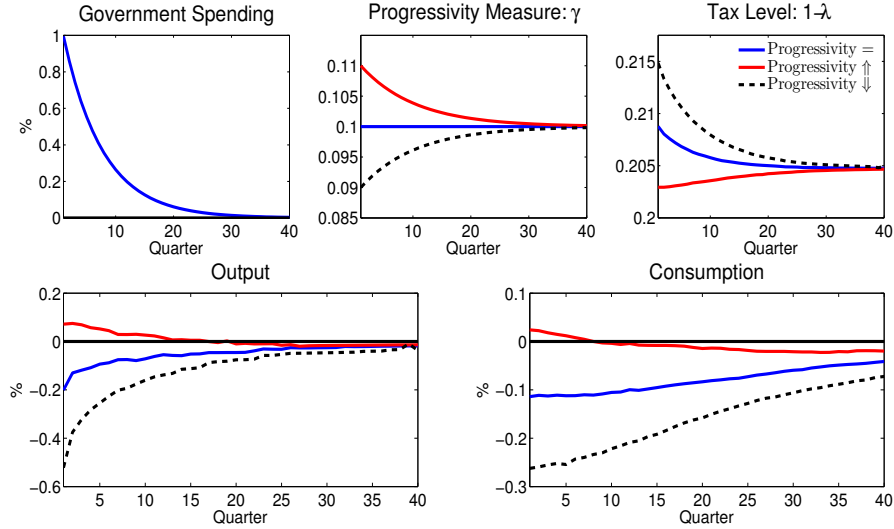 Government Spending
1
0.8
0.6
0.4
0.2
0
%
10 20 30 40
Quarter
Progressivity Measure: γ
0.11
0.105
0.1
0.095
0.09
0.085
10 20 30 40
Quarter
Tax Level: 1−λ
0.215
0.21
0.205
0.2
Progressivity =
Progressivity ⇑
Progressivity ⇓
10 20 30 40
Quarter
Output
0.2
0
−0.2
−0.4
−0.6
%
5 10 15 20 25 30 35 40
Quarter
Consumption
0.1
0
−0.1
−0.2
−0.3
%
5 10 15 20 25 30 35 40
Quarter